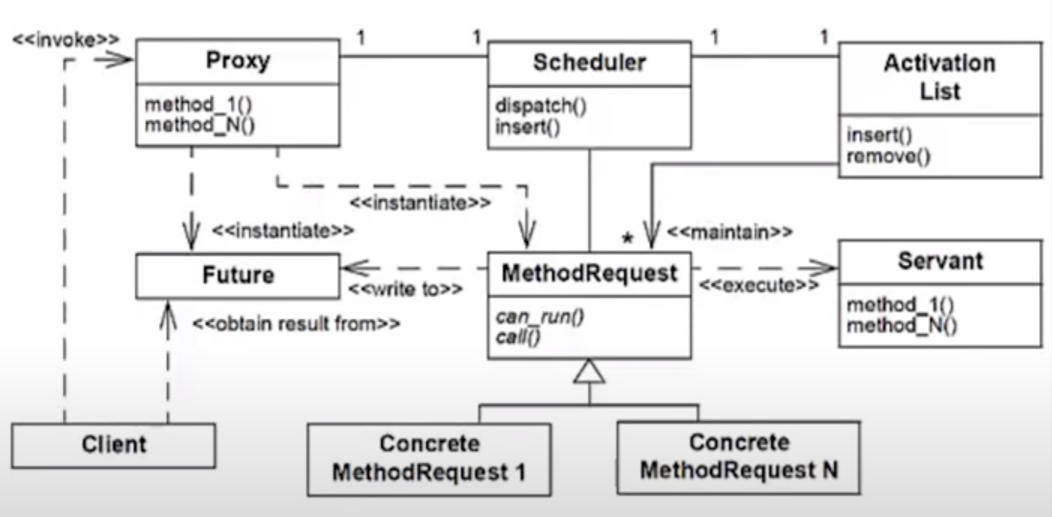 <<invoke>>
1
1
1
1
Proxy
method_1()
method_N()
Scheduler
dispatch()
insert()
Activation
List
insert()
remove()
<<instantiate>>
<<instantiate>>
*
<<maintain>>
Future
<<write to>>
MethodRequest
can_run()
call()
<<execute>>
Servant
method_1()
method_N()
<<obtain result from>>
Client
Concrete
MethodRequest 1
Concrete
MethodRequest N